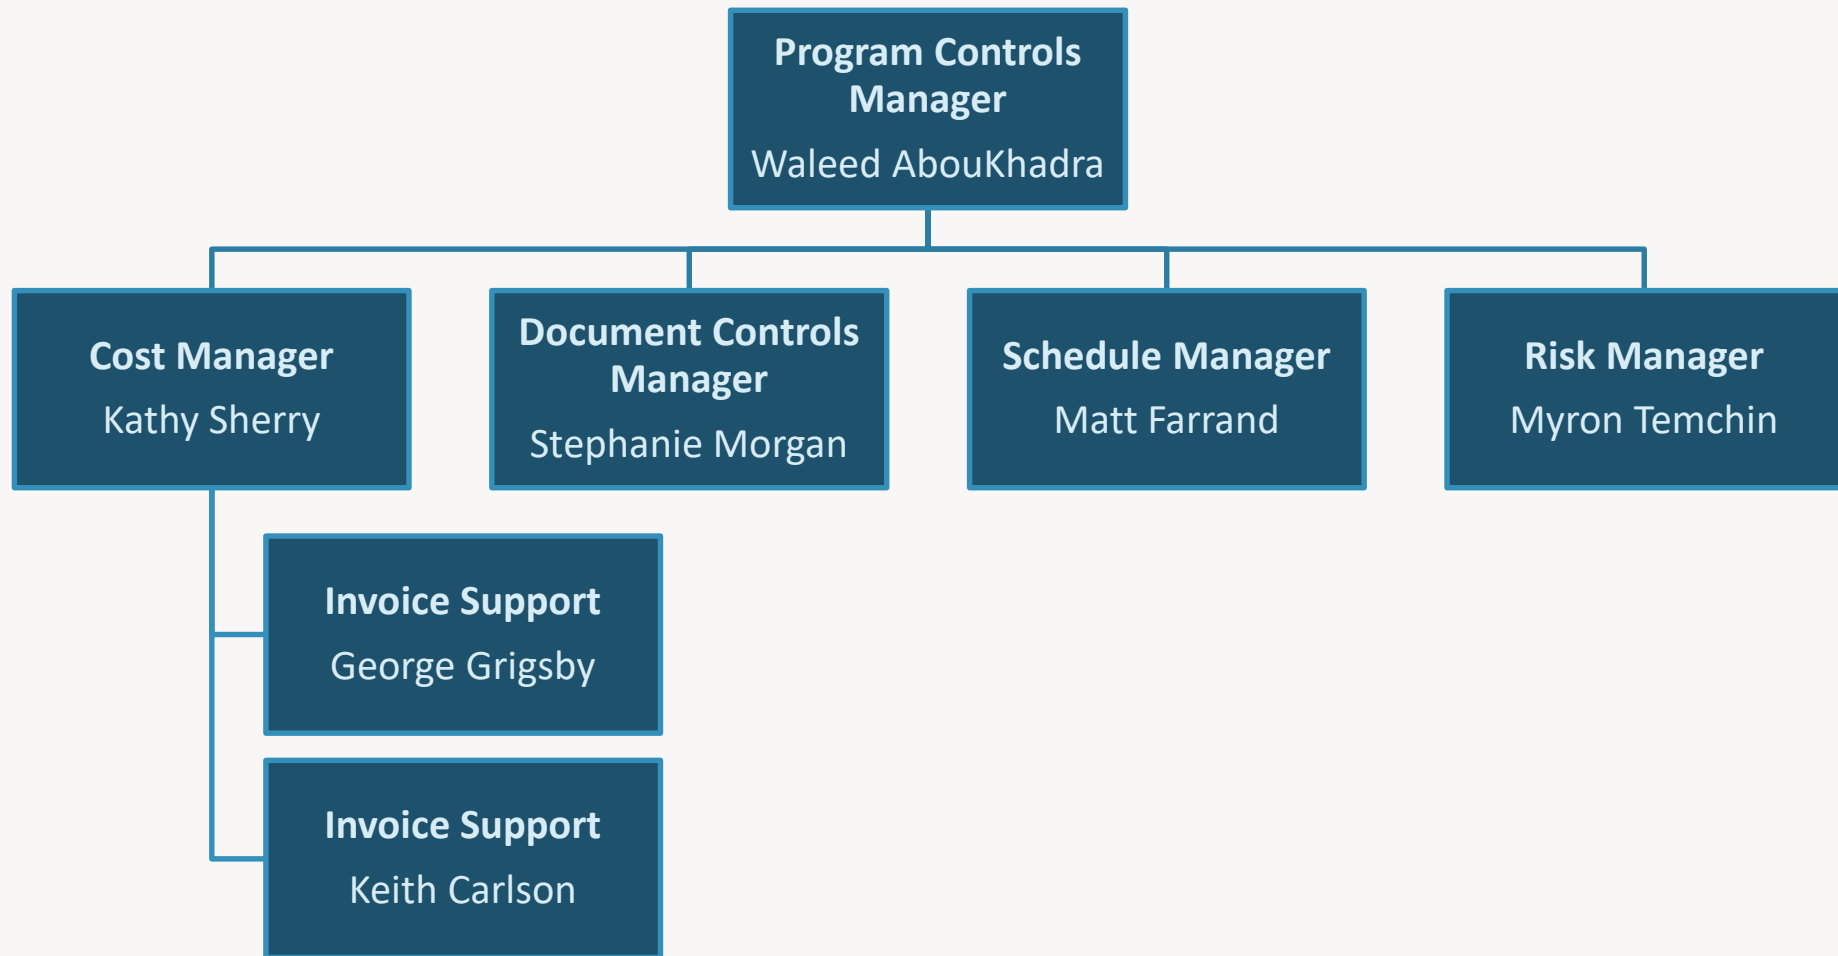 Program Controls
Manager
Waleed AbouKhadra
Cost Manager
Kathy Sherry
Document Controls
Manager
Stephanie Morgan
Schedule Manager
Matt Farrand
Risk Manager
Myron Temchin
Invoice Support
George Grigsby
Invoice Support
Keith Carlson